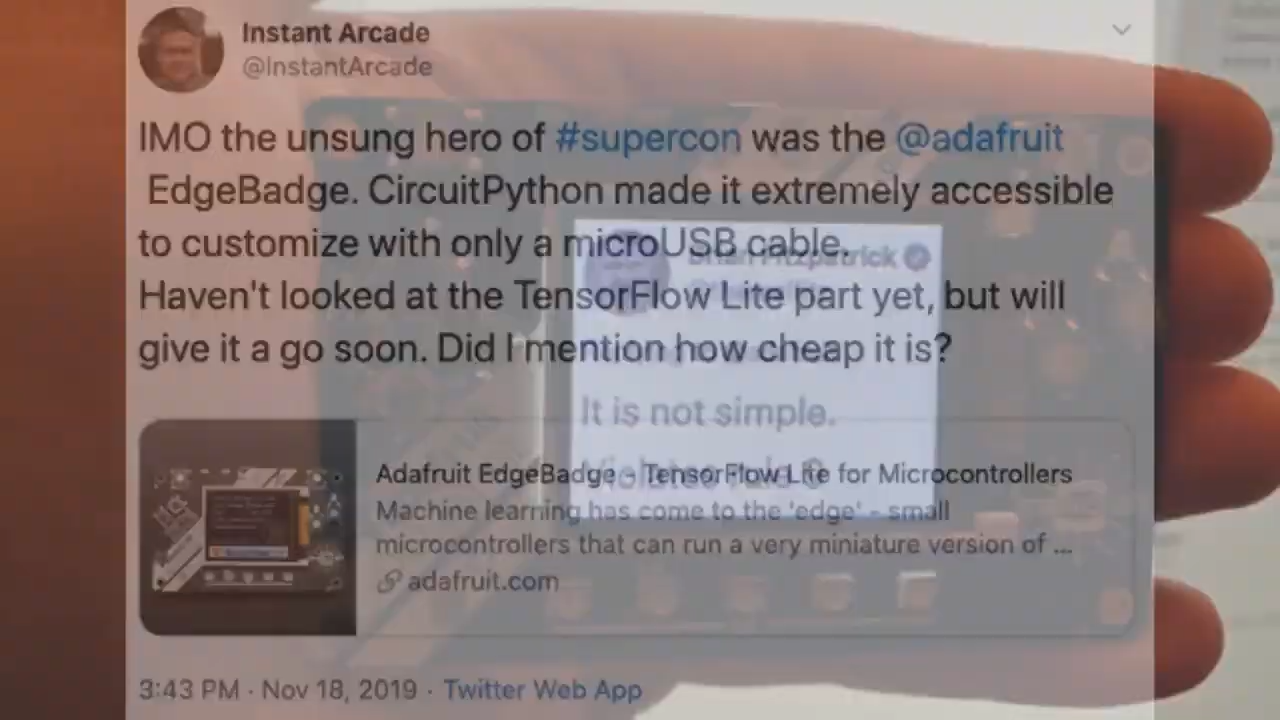 Instant Arcade
@InstantArcade
IMO the unsung hero of #supercon was the @adafruit
EdgeBadge. CircuitPython made it extremely accessible
to customize with only a microUSB cable.
Haven't looked at the TensorFlow Lite part yet, but will
give it a go soon. Did I mention how cheap it is?
Brian Fitzpatrick
It is not simple.
Adafruit EdgeBadge - TensorFlow Lite for Microcontrollers
Machine learning has come to the 'edge' - small
microcontrollers that can run a very miniature version of ...
adafruit.com
3:43 PM · Nov 18, 2019 · Twitter Web App